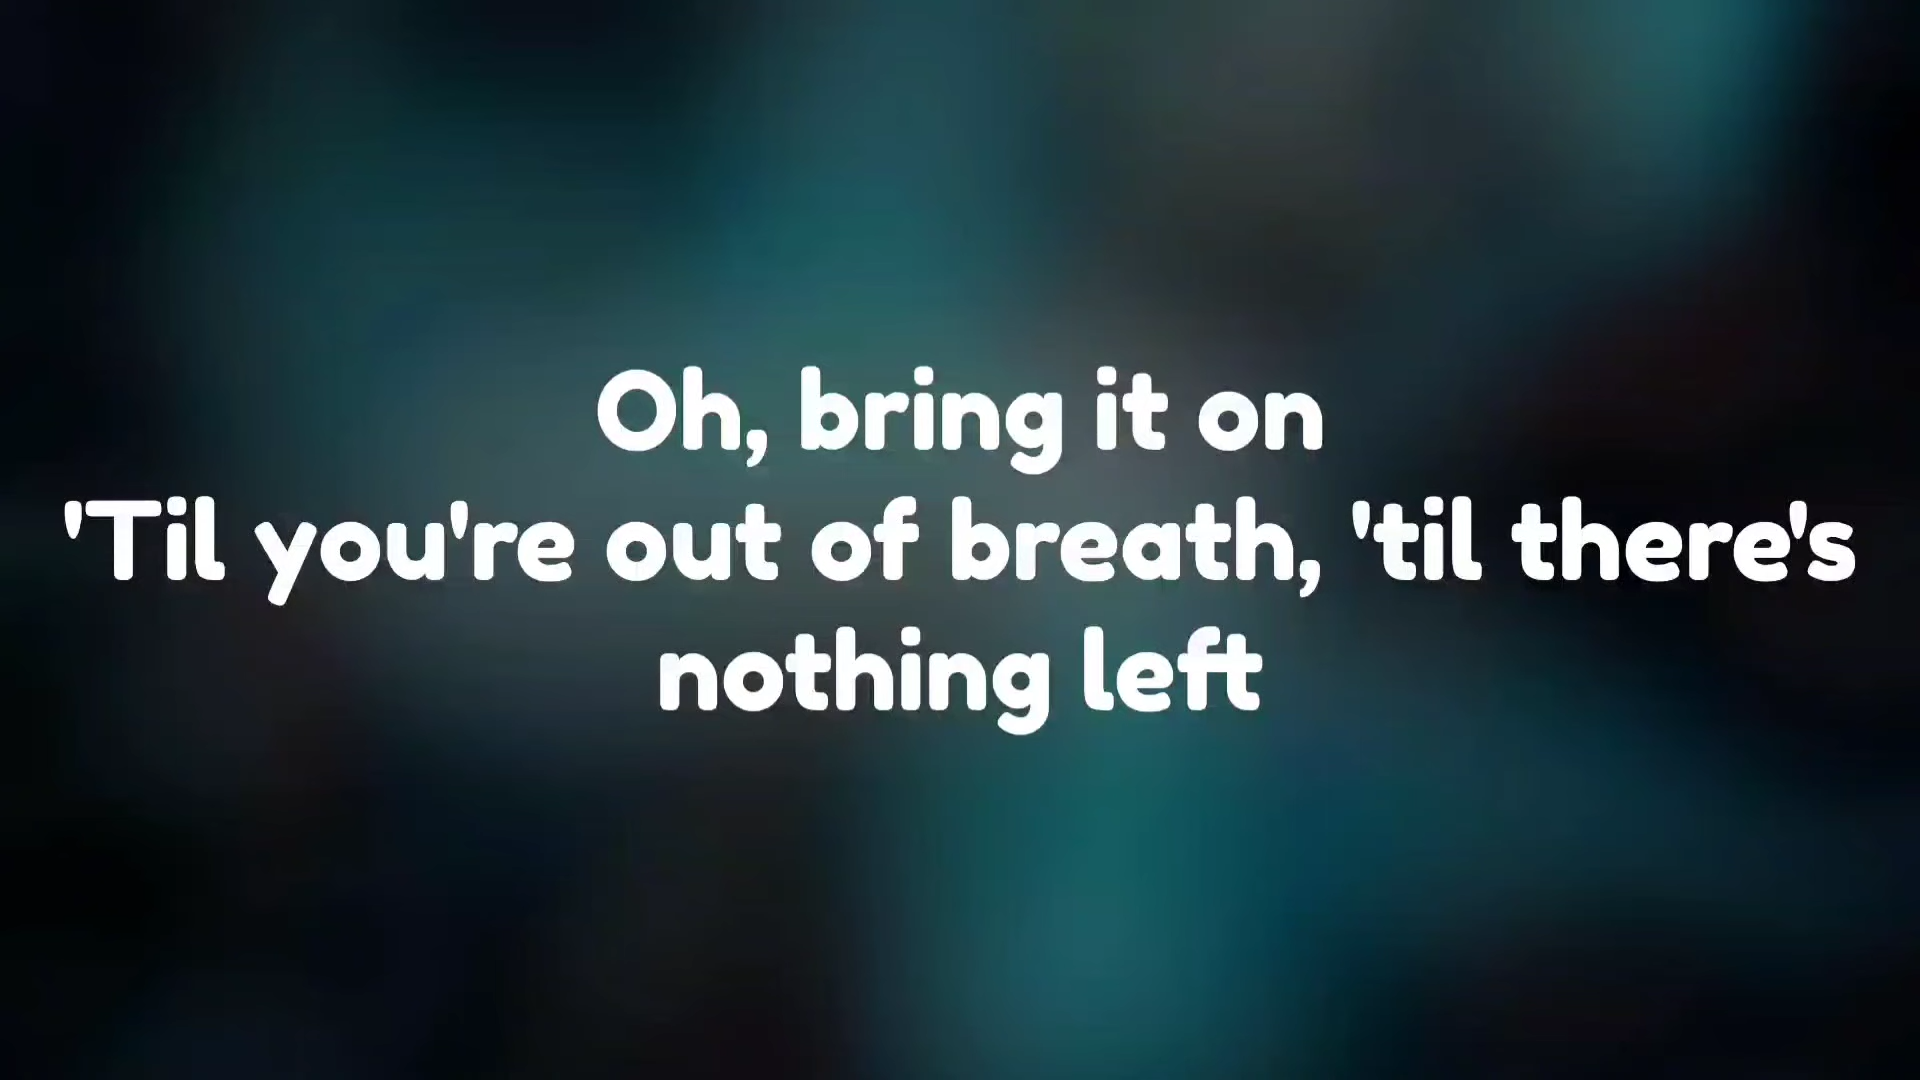 Oh, bring it on
'Til you're out of breath, 'til there's
nothing left